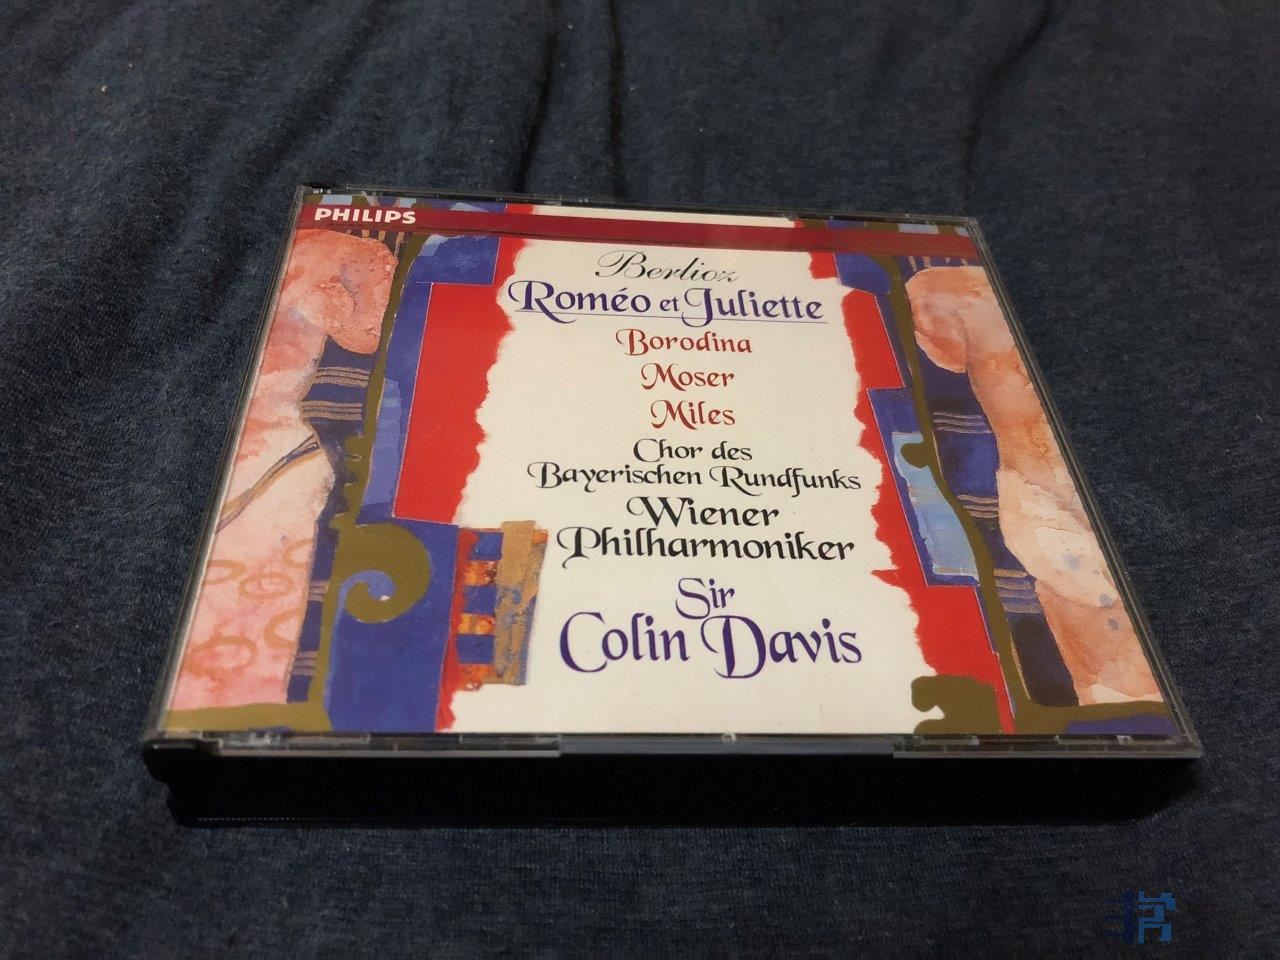 PHILIPS
Berlioz
Roméo et Juliette
Borodina
Moser
Miles
Chor des
Bayerischen Rundfunks
Wiener
Philharmoniker
Sir
Colin Davis